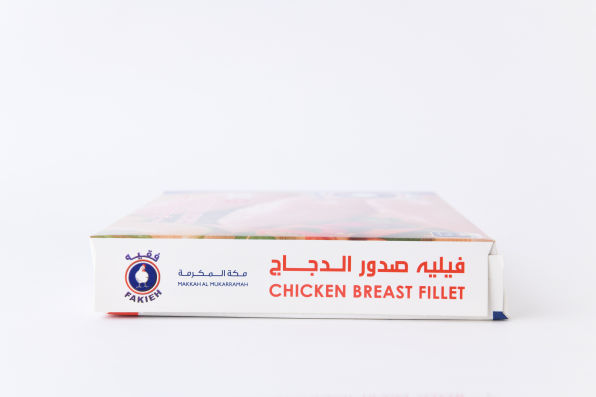 فقيه
FAKIEH
مكة المكرمة
MAKKAH AL MUKARRAMAH
فيليه صدور الدجاج
CHICKEN BREAST FILLET